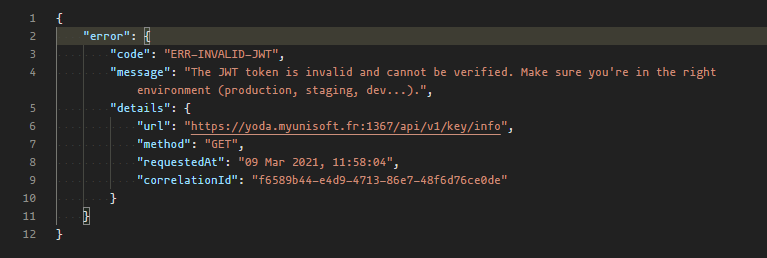 1 {
2 "error": {
3 "code": "ERR-INVALID-JWT",
4 "message": "The JWT token is invalid and cannot be verified. Make sure you're in the right
environment (production, staging, dev...).",
5 "details": {
6 "url": "https://yoda.myunisoft.fr:1367/api/v1/key/info",
7 "method": "GET",
8 "requestedAt": "09 Mar 2021, 11:58:04",
9 "correlationId": "f6589b44-e4d9-4713-86e7-48f6d76ce0de"
10 }
11 }
12 }